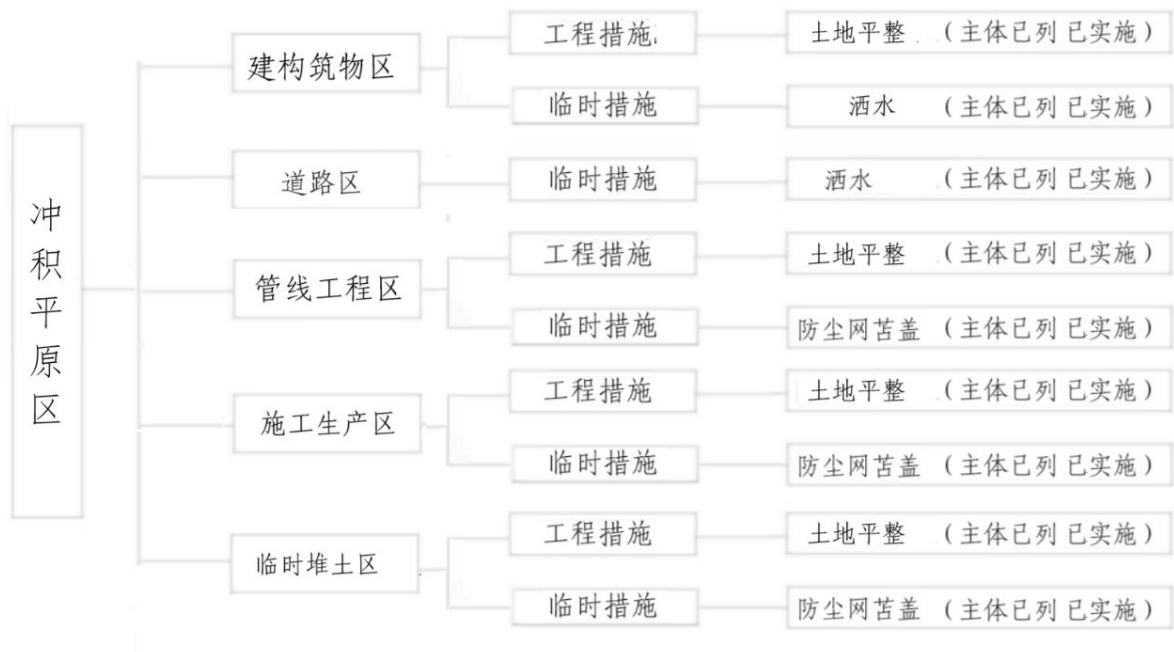 冲积平原区
建构筑物区
工程措施
土地平整 (主体已列 已实施)
临时措施
洒水 (主体已列 已实施)
道路区
临时措施
洒水 (主体已列 已实施)
管线工程区
工程措施
土地平整 (主体已列 已实施)
临时措施
防尘网苫盖 (主体已列 已实施)
施工生产区
工程措施
土地平整 (主体已列 已实施)
临时措施
防尘网苫盖 (主体已列 已实施)
临时堆土区
工程措施
土地平整 (主体已列 已实施)
临时措施
防尘网苫盖 (主体已列 已实施)